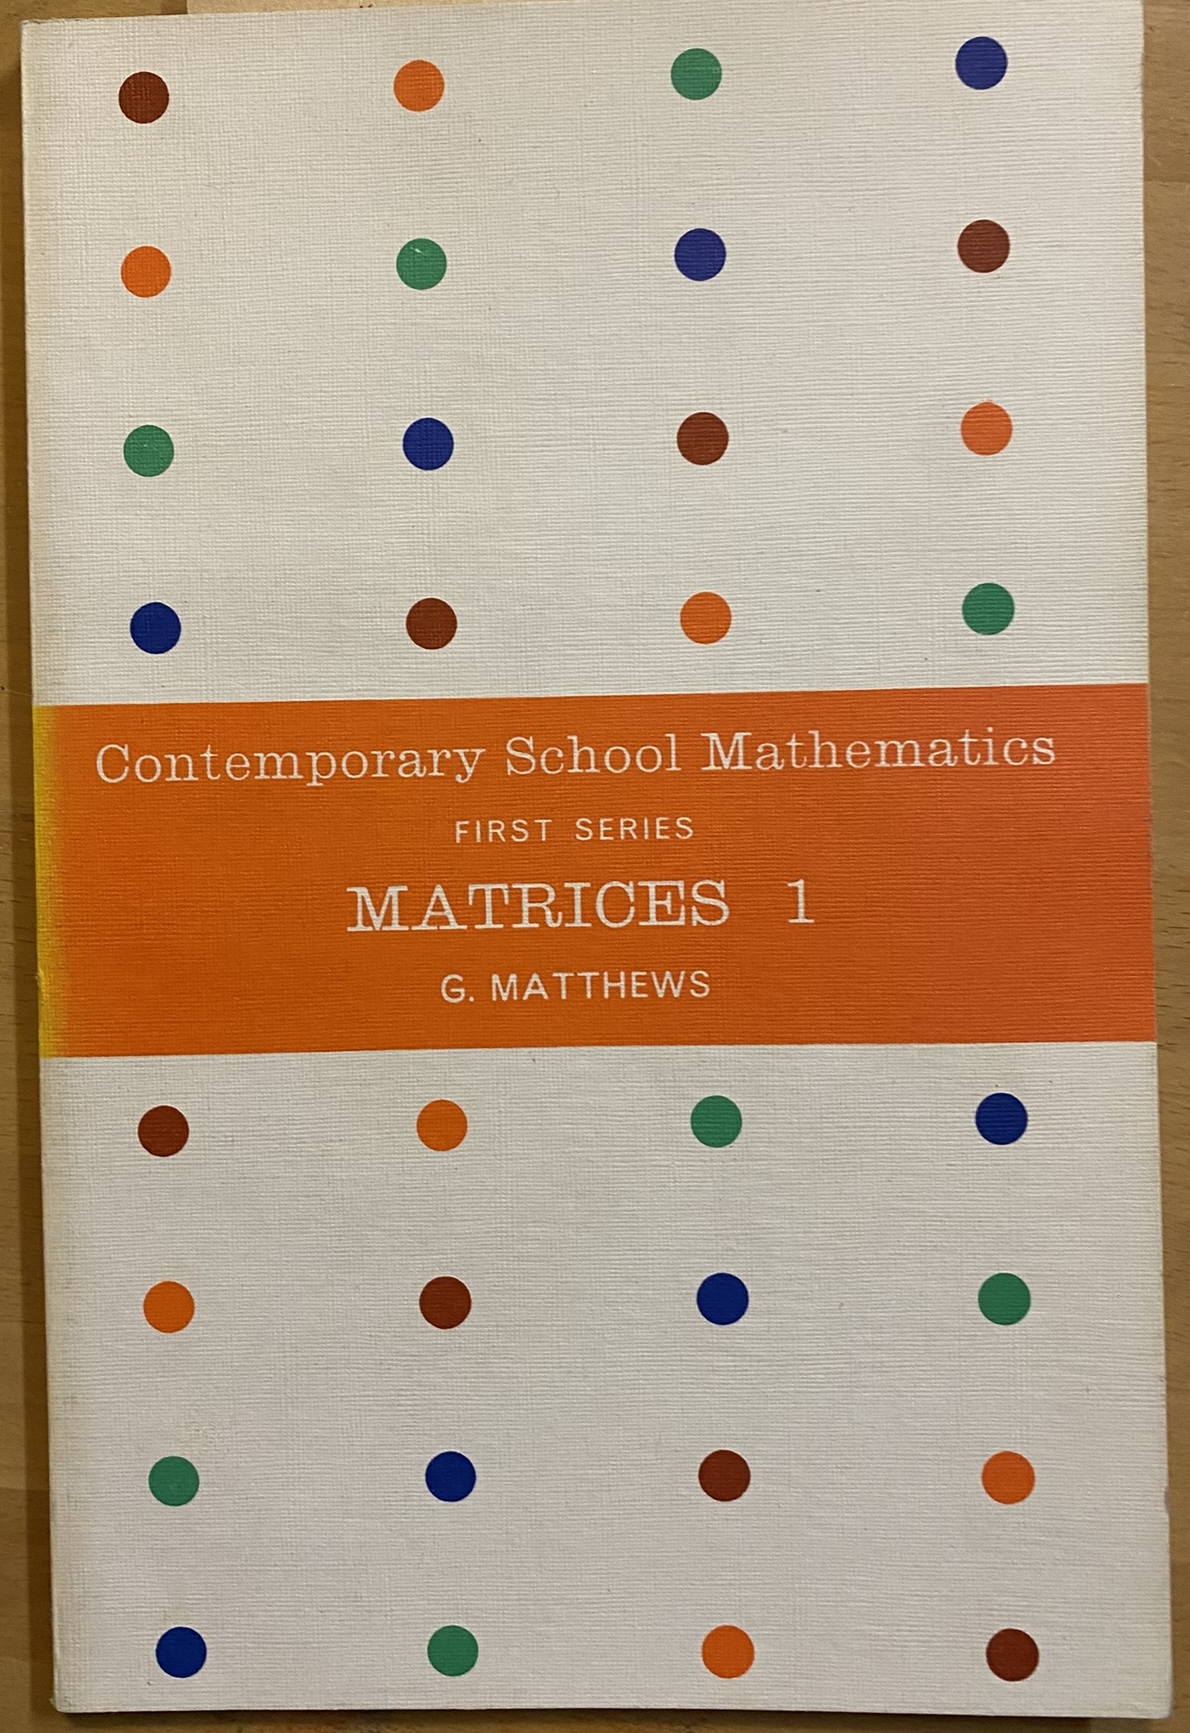 Contemporary School Mathematics
FIRST SERIES
MATRICES 1
G. MATTHEWS